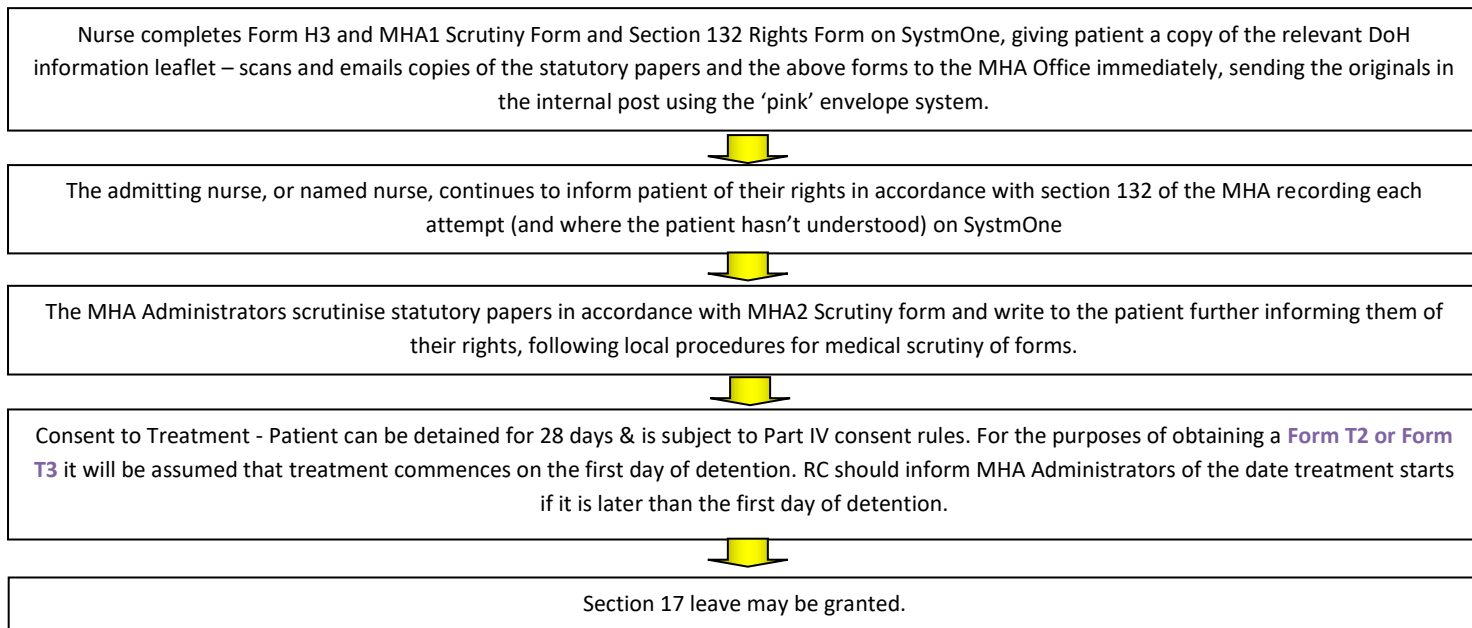 Nurse completes Form H3 and MHA1 Scrutiny Form and Section 132 Rights Form on SystmOne, giving patient a copy of the relevant DoH
information leaflet – scans and emails copies of the statutory papers and the above forms to the MHA Office immediately, sending the originals in
the internal post using the ‘pink’ envelope system.
The admitting nurse, or named nurse, continues to inform patient of their rights in accordance with section 132 of the MHA recording each
attempt (and where the patient hasn’t understood) on SystmOne
The MHA Administrators scrutinise statutory papers in accordance with MHA2 Scrutiny form and write to the patient further informing them of
their rights, following local procedures for medical scrutiny of forms.
Consent to Treatment - Patient can be detained for 28 days & is subject to Part IV consent rules. For the purposes of obtaining a Form T2 or Form
T3 it will be assumed that treatment commences on the first day of detention. RC should inform MHA Administrators of the date treatment starts
if it is later than the first day of detention.
Section 17 leave may be granted.